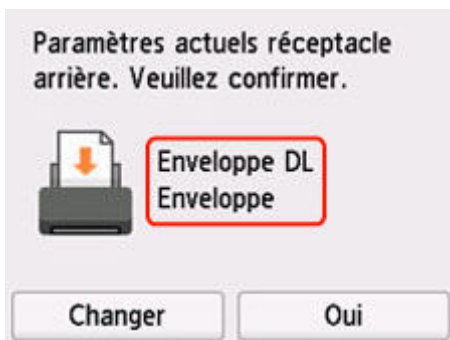 Paramètres actuels réceptacle
arrière. Veuillez confirmer.
Enveloppe DL
Enveloppe
Changer
Oui